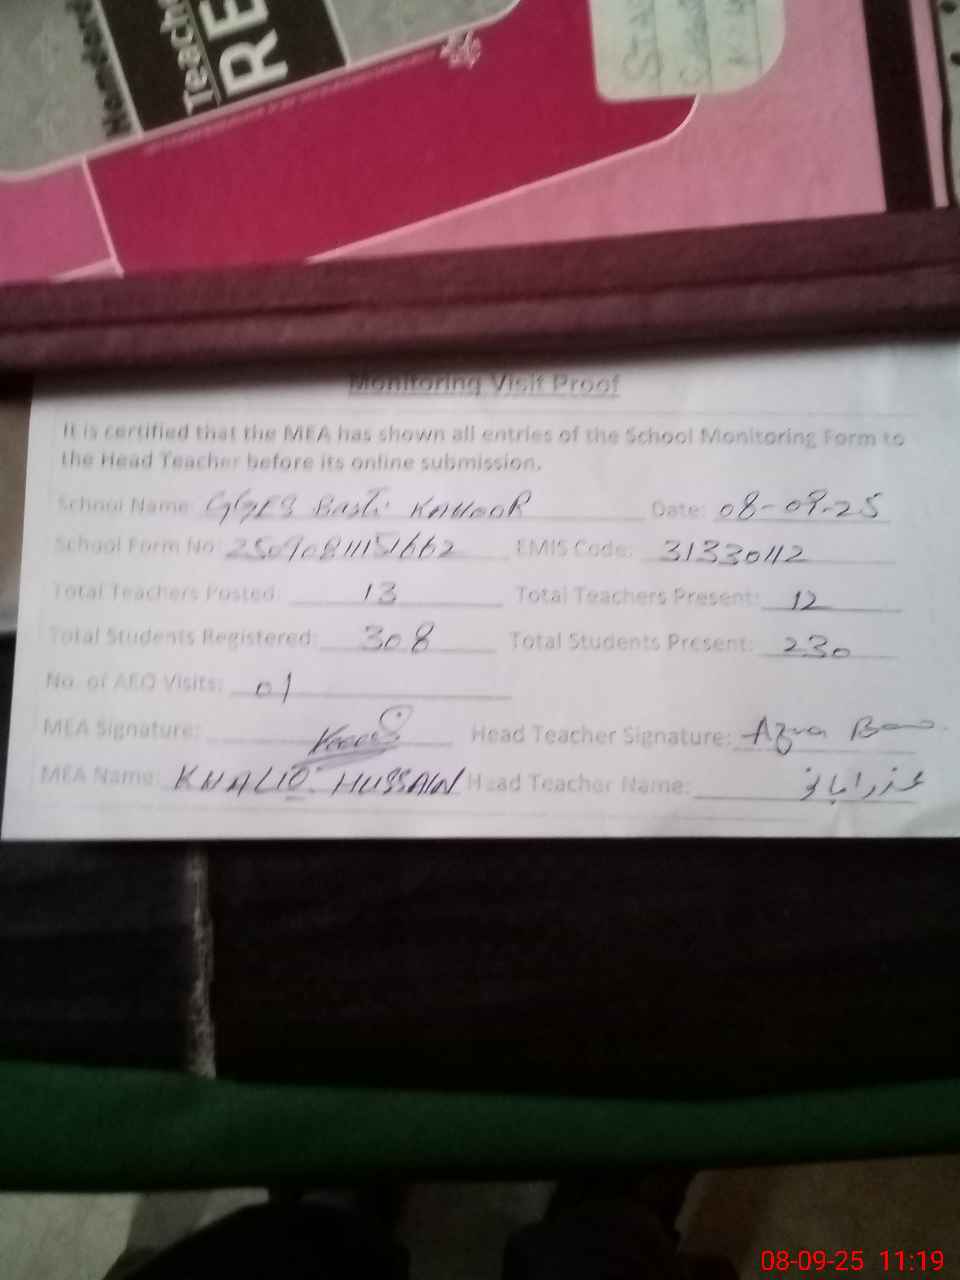 Teach
RE
Monitoring Visit Proof
It is certified that the MEA has shown all entries of the School Monitoring Form to
the Head Teacher before its online submission.
School Name: GGES Basti Date: 08-09-25
School Form No: 2509081151662 EMIS Code: 31330112
Total Teachers Posted: 13 Total Teachers Present: 12
Total Students Registered: 308 Total Students Present: 230
No. of AEO Visits: 01
MEA Signature: Head Teacher Signature: Azra
MEA Name: KHALID HUSSAIN Head Teacher Name: عذرا بانو
08-09-25 11:19